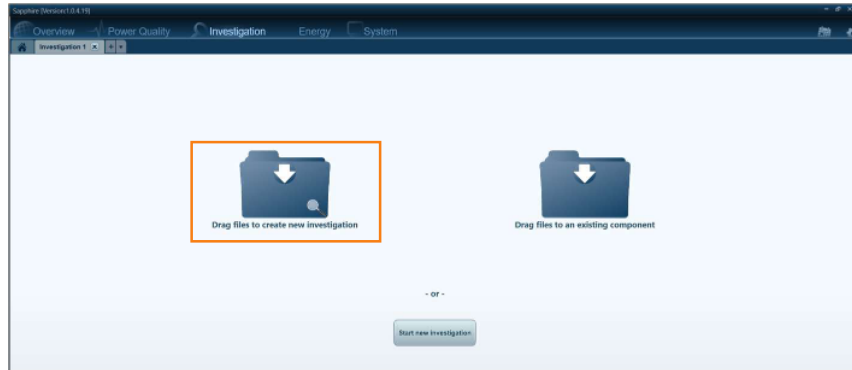 Sapphire [Version:1.0.4.19]
Overview Power Quality Investigation Energy System
Investigation 1
Drag files to create new investigation
Drag files to an existing component
- or -
Start new investigation